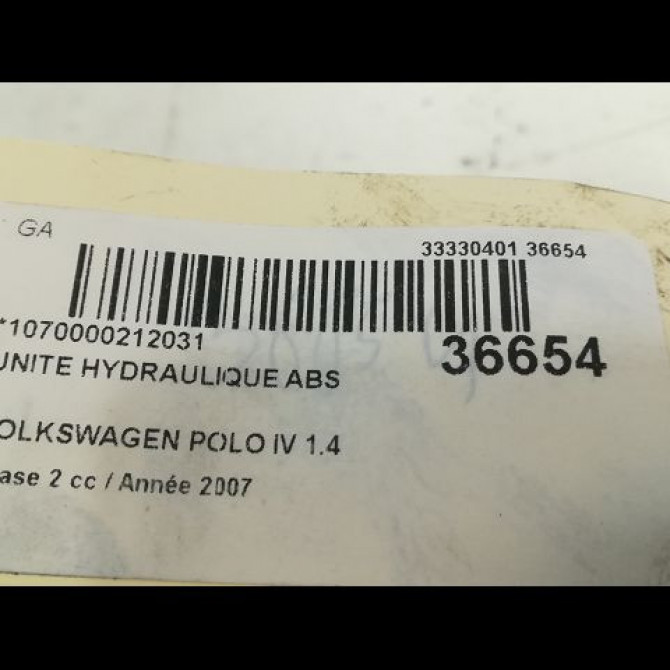 GA
33330401 36654
*1070000212031
36654
UNITE HYDRAULIQUE ABS
OLKSWAGEN POLO IV 1.4
ase 2 cc / Année 2007